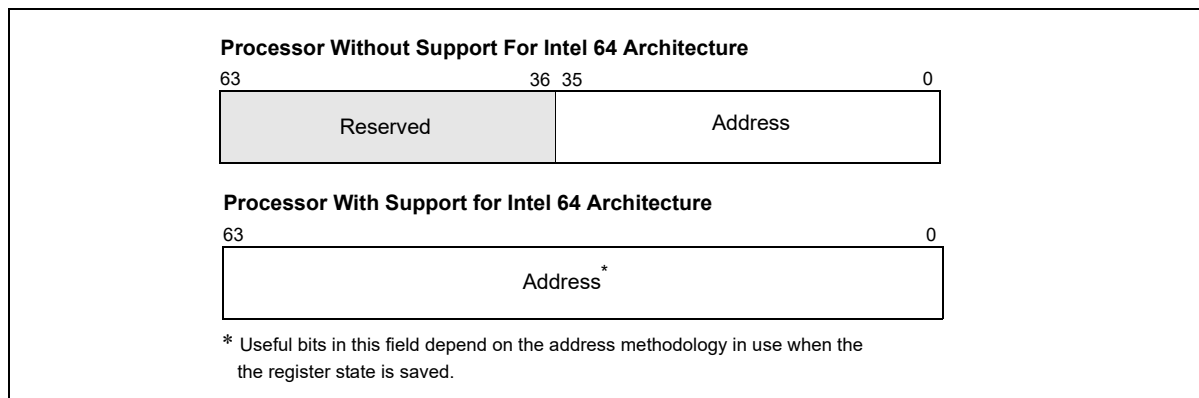 Processor Without Support For Intel 64 Architecture
63 36 35 0
Reserved Address
Processor With Support for Intel 64 Architecture
63 0
Address*
* Useful bits in this field depend on the address methodology in use when the
the register state is saved.